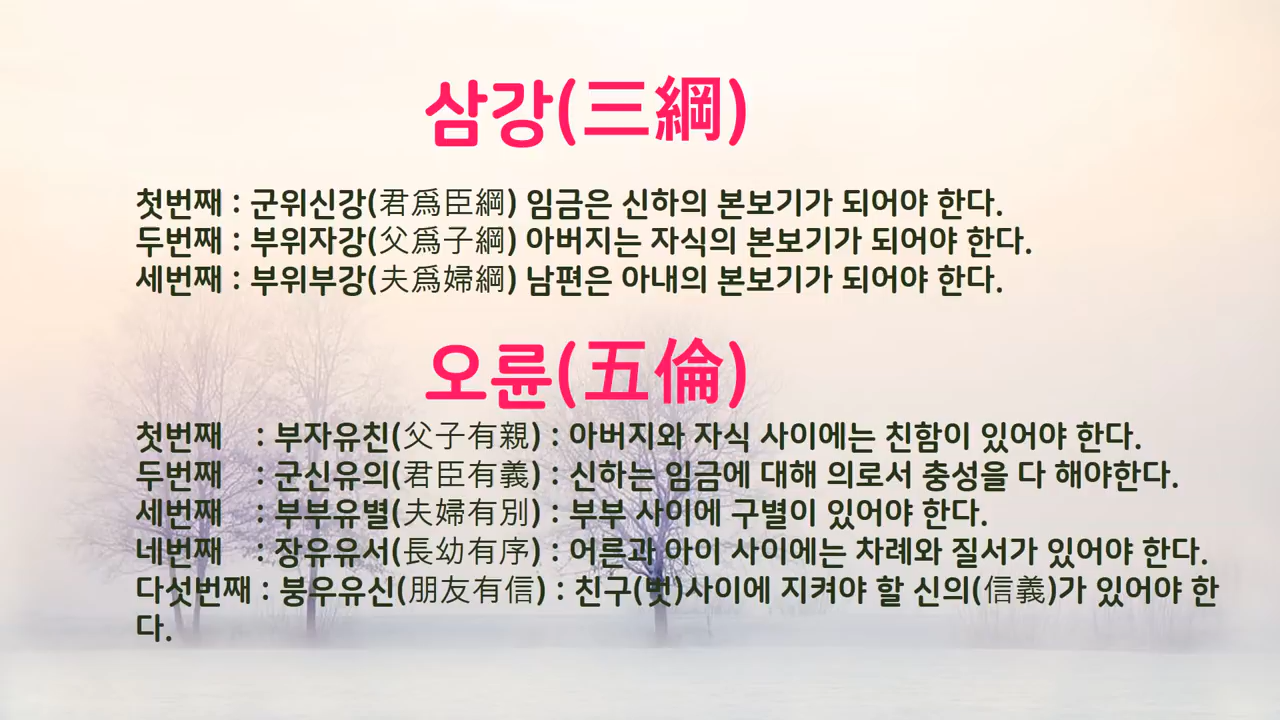 삼강(三綱)
첫번째 : 군위신강(君爲臣綱) 임금은 신하의 본보기가 되어야 한다.
두번째 : 부위자강(父爲子綱) 아버지는 자식의 본보기가 되어야 한다.
세번째 : 부위부강(夫爲婦綱) 남편은 아내의 본보기가 되어야 한다.
오륜(五倫)
첫번째 : 부자유친(父子有親) : 아버지와 자식 사이에는 친함이 있어야 한다.
두번째 : 군신유의(君臣有義) : 신하는 임금에 대해 의로서 충성을 다 해야한다.
세번째 : 부부유별(夫婦有別) : 부부 사이에 구별이 있어야 한다.
네번째 : 장유유서(長幼有序) : 어른과 아이 사이에는 차례와 질서가 있어야 한다.
다섯번째 : 붕우유신(朋友有信) : 친구(벗)사이에 지켜야 할 신의(信義)가 있어야 한
다.